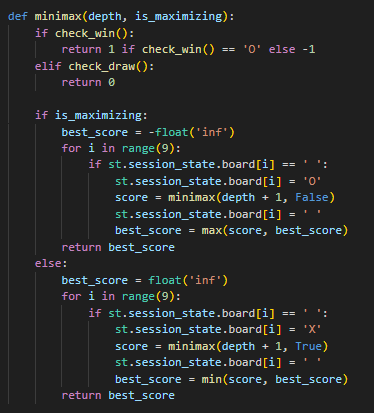 def minimax(depth, is_maximizing):
    if check_win():
        return 1 if check_win() == 'O' else -1
    elif check_draw():
        return 0

    if is_maximizing:
        best_score = -float('inf')
        for i in range(9):
            if st.session_state.board[i] == ' ':
                st.session_state.board[i] = 'O'
                score = minimax(depth + 1, False)
                st.session_state.board[i] = ' '
                best_score = max(score, best_score)
        return best_score
    else:
        best_score = float('inf')
        for i in range(9):
            if st.session_state.board[i] == ' ':
                st.session_state.board[i] = 'X'
                score = minimax(depth + 1, True)
                st.session_state.board[i] = ' '
                best_score = min(score, best_score)
        return best_score